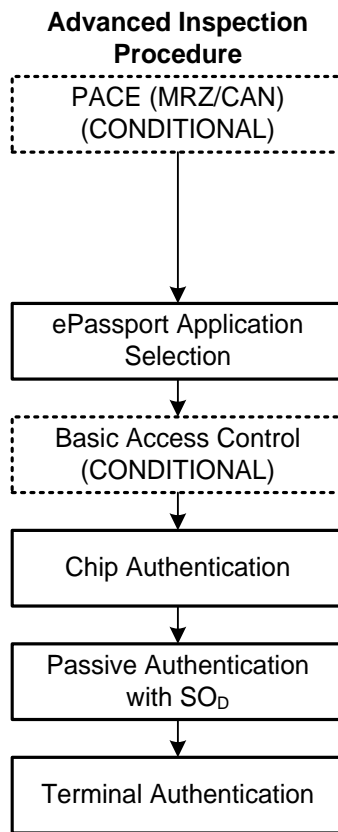 Advanced Inspection
Procedure
PACE (MRZ/CAN)
(CONDITIONAL)
ePassport Application
Selection
Basic Access Control
(CONDITIONAL)
Chip Authentication
Passive Authentication
with SOD
Terminal Authentication